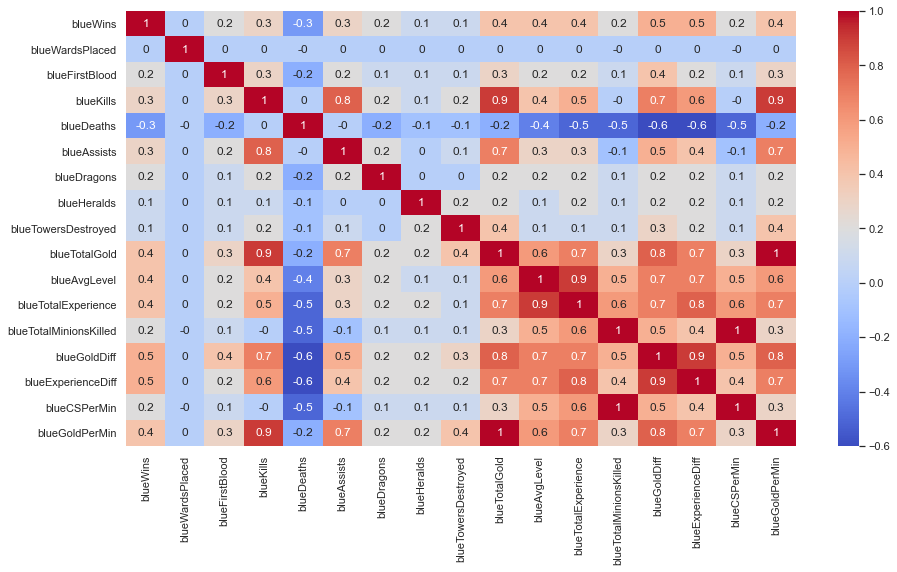 blueWins 1 0 0.2 0.3 -0.3 0.3 0.2 0.1 0.1 0.4 0.4 0.4 0.2 0.5 0.5 0.2 0.4
blueWardsPlaced 0 1 0 0 -0 0 0 0 0 0 0 0 -0 0 0 -0 0
blueFirstBlood 0.2 0 1 0.3 -0.2 0.2 0.1 0.1 0.1 0.3 0.2 0.2 0.1 0.4 0.2 0.1 0.3
blueKills 0.3 0 0.3 1 0 0.8 0.2 0.1 0.2 0.9 0.4 0.5 -0 0.7 0.6 -0 0.9
blueDeaths -0.3 -0 -0.2 0 1 -0 -0.2 -0.1 -0.1 -0.2 -0.4 -0.5 -0.5 -0.6 -0.6 -0.5 -0.2
blueAssists 0.3 0 0.2 0.8 -0 1 0.2 0 0.1 0.7 0.3 0.3 -0.1 0.5 0.4 -0.1 0.7
blueDragons 0.2 0 0.1 0.2 -0.2 0.2 1 0 0 0.2 0.2 0.2 0.1 0.2 0.2 0.1 0.2
blueHeralds 0.1 0 0.1 0.1 -0.1 0 0 1 0.2 0.2 0.1 0.2 0.1 0.2 0.2 0.1 0.2
blueTowersDestroyed 0.1 0 0.1 0.2 -0.1 0.1 0 0.2 1 0.4 0.1 0.1 0.1 0.3 0.2 0.1 0.4
blueTotalGold 0.4 0 0.3 0.9 -0.2 0.7 0.2 0.2 0.4 1 0.6 0.7 0.3 0.8 0.7 0.3 1
blueAvgLevel 0.4 0 0.2 0.4 -0.4 0.3 0.2 0.1 0.1 0.6 1 0.9 0.5 0.7 0.7 0.5 0.6
blueTotalExperience 0.4 0 0.2 0.5 -0.5 0.3 0.2 0.2 0.1 0.7 0.9 1 0.6 0.7 0.8 0.6 0.7
blueTotalMinionsKilled 0.2 -0 0.1 -0 -0.5 -0.1 0.1 0.1 0.1 0.3 0.5 0.6 1 0.5 0.4 1 0.3
blueGoldDiff 0.5 0 0.4 0.7 -0.6 0.5 0.2 0.2 0.3 0.8 0.7 0.7 0.5 1 0.9 0.5 0.8
blueExperienceDiff 0.5 0 0.2 0.6 -0.6 0.4 0.2 0.2 0.2 0.7 0.7 0.8 0.4 0.9 1 0.4 0.7
blueCSPerMin 0.2 -0 0.1 -0 -0.5 -0.1 0.1 0.1 0.1 0.3 0.5 0.6 1 0.5 0.4 1 0.3
blueGoldPerMin 0.4 0 0.3 0.9 -0.2 0.7 0.2 0.2 0.4 1 0.6 0.7 0.3 0.8 0.7 0.3 1
blueWins
blueWardsPlaced
blueFirstBlood
blueKills
blueDeaths
blueAssists
blueDragons
blueHeralds
blueTowersDestroyed
blueTotalGold
blueAvgLevel
blueTotalExperience
blueTotalMinionsKilled
blueGoldDiff
blueExperienceDiff
blueCSPerMin
blueGoldPerMin
1.0
0.8
0.6
0.4
0.2
0.0
-0.2
-0.4
-0.6